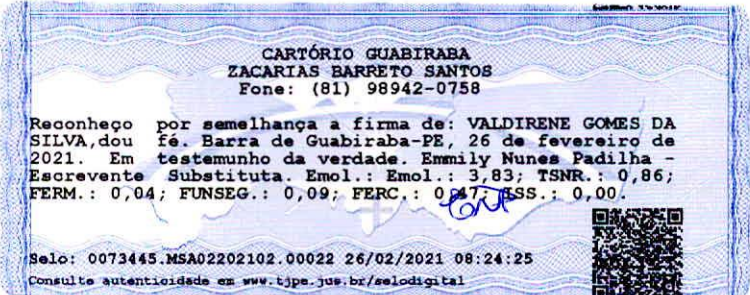 CARTÓRIO GUABIRABA
ZACARIAS BARRETO SANTOS
Fone: (81) 98942-0758
Reconheço por semelhança a firma de: VALDIRENE GOMES DA
SILVA,dou fé. Barra de Guabiraba-PE, 26 de fevereiro de
2021. Em testemunho da verdade. Emmily Nunes Padilha -
Escrevente Substituta. Emol.: Emol.: 3,83; TSNR.: 0,86;
FERM.: 0,04; FUNSEG.: 0,09; FERC.: 0,47; ISS.: 0,00.
Selo: 0073445.MSA02202102.00022 26/02/2021 08:24:25
Consulte autenticidade em www.tjpe.jus.br/selodigital